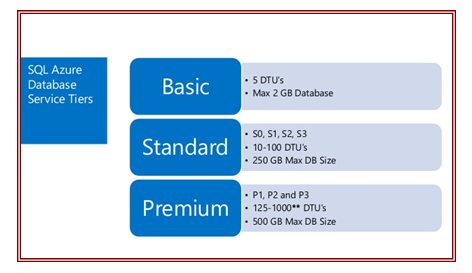 SQL Azure
Database
Service Tiers
Basic
• 5 DTU's
• Max 2 GB Database
Standard
• S0, S1, S2, S3
• 10-100 DTU's
• 250 GB Max DB Size
Premium
• P1, P2 and P3
• 125-1000** DTU's
• 500 GB Max DB Size